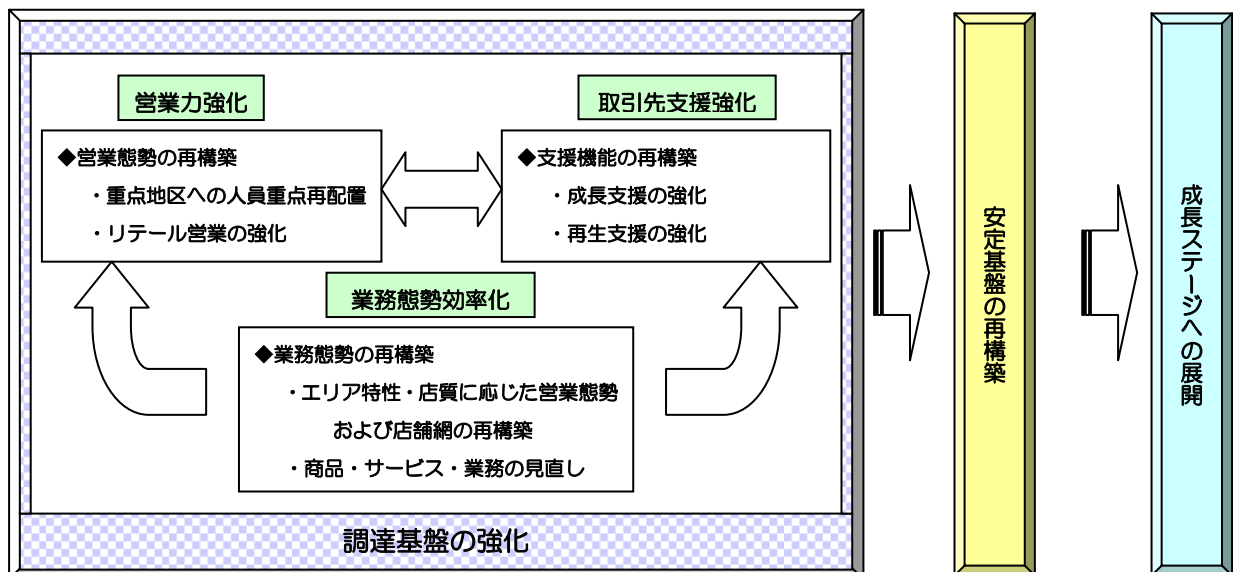 営業力強化
◆営業態勢の再構築
・重点地区への人員重点再配置
・リテール営業の強化
取引先支援強化
◆支援機能の再構築
・成長支援の強化
・再生支援の強化
業務態勢効率化
◆業務態勢の再構築
・エリア特性・店質に応じた営業態勢
および店舗網の再構築
・商品・サービス・業務の見直し
調達基盤の強化
安定基盤の再構築
成長ステージへの展開